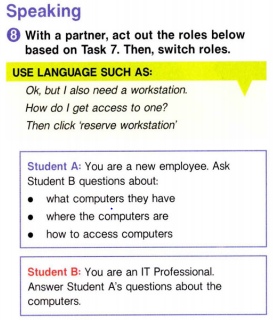 Speaking
8 With a partner, act out the roles below
based on Task 7. Then, switch roles.
USE LANGUAGE SUCH AS:
Ok, but I also need a workstation.
How do I get access to one?
Then click 'reserve workstation'
Student A: You are a new employee. Ask
Student B questions about:
• what computers they have
• where the computers are
• how to access computers
Student B: You are an IT Professional.
Answer Student A's questions about the
computers.